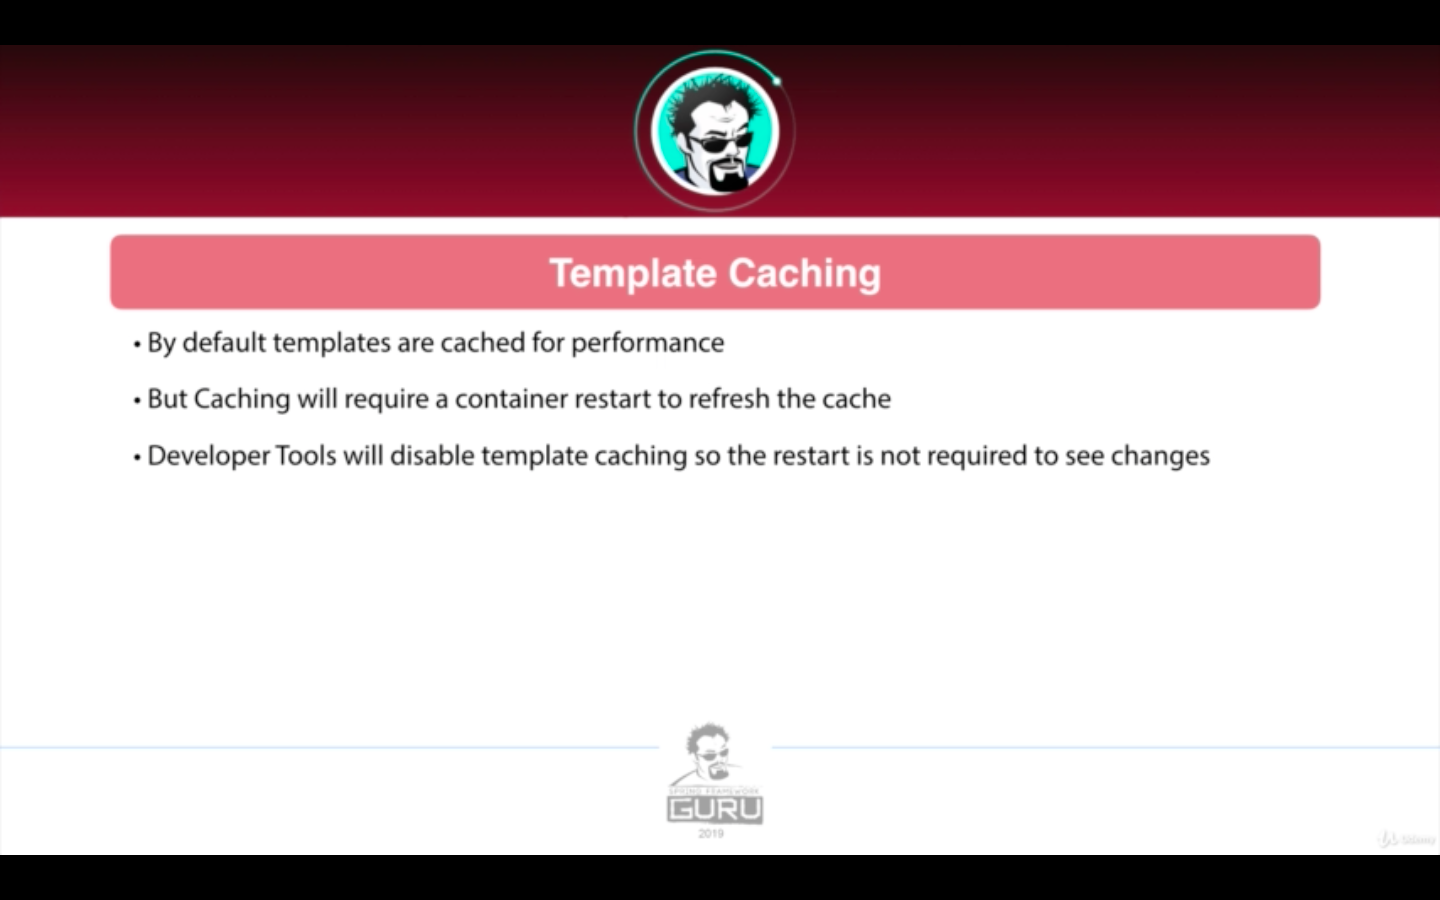 Template Caching
• By default templates are cached for performance
• But Caching will require a container restart to refresh the cache
• Developer Tools will disable template caching so the restart is not required to see changes
SPRING FRAMEWORK
GURU
2019
Udemy